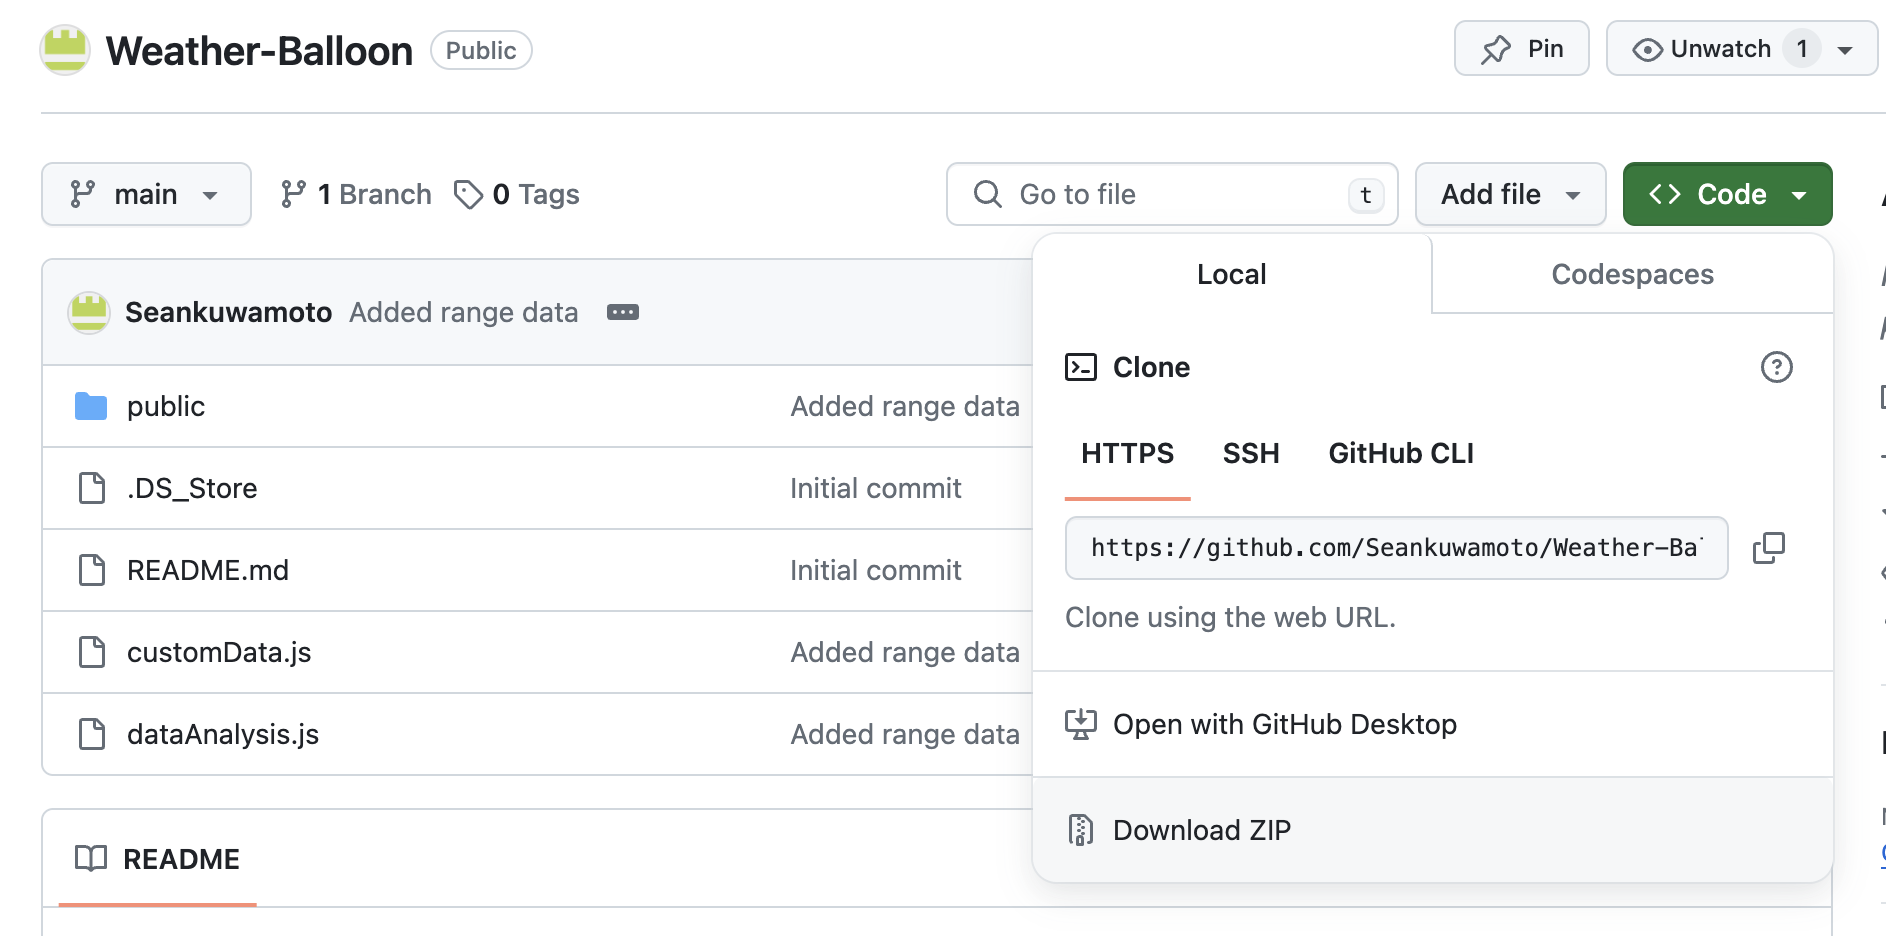 Weather-Balloon Public Pin Unwatch 1
main 1 Branch 0 Tags Go to file t Add file <> Code
Seankuwamoto Added range data
public Added range data
.DS_Store Initial commit
README.md Initial commit
customData.js Added range data
dataAnalysis.js Added range data
README
Local Codespaces
Clone
HTTPS SSH GitHub CLI
https://github.com/Seankuwamoto/Weather-Ba
Clone using the web URL.
Open with GitHub Desktop
Download ZIP